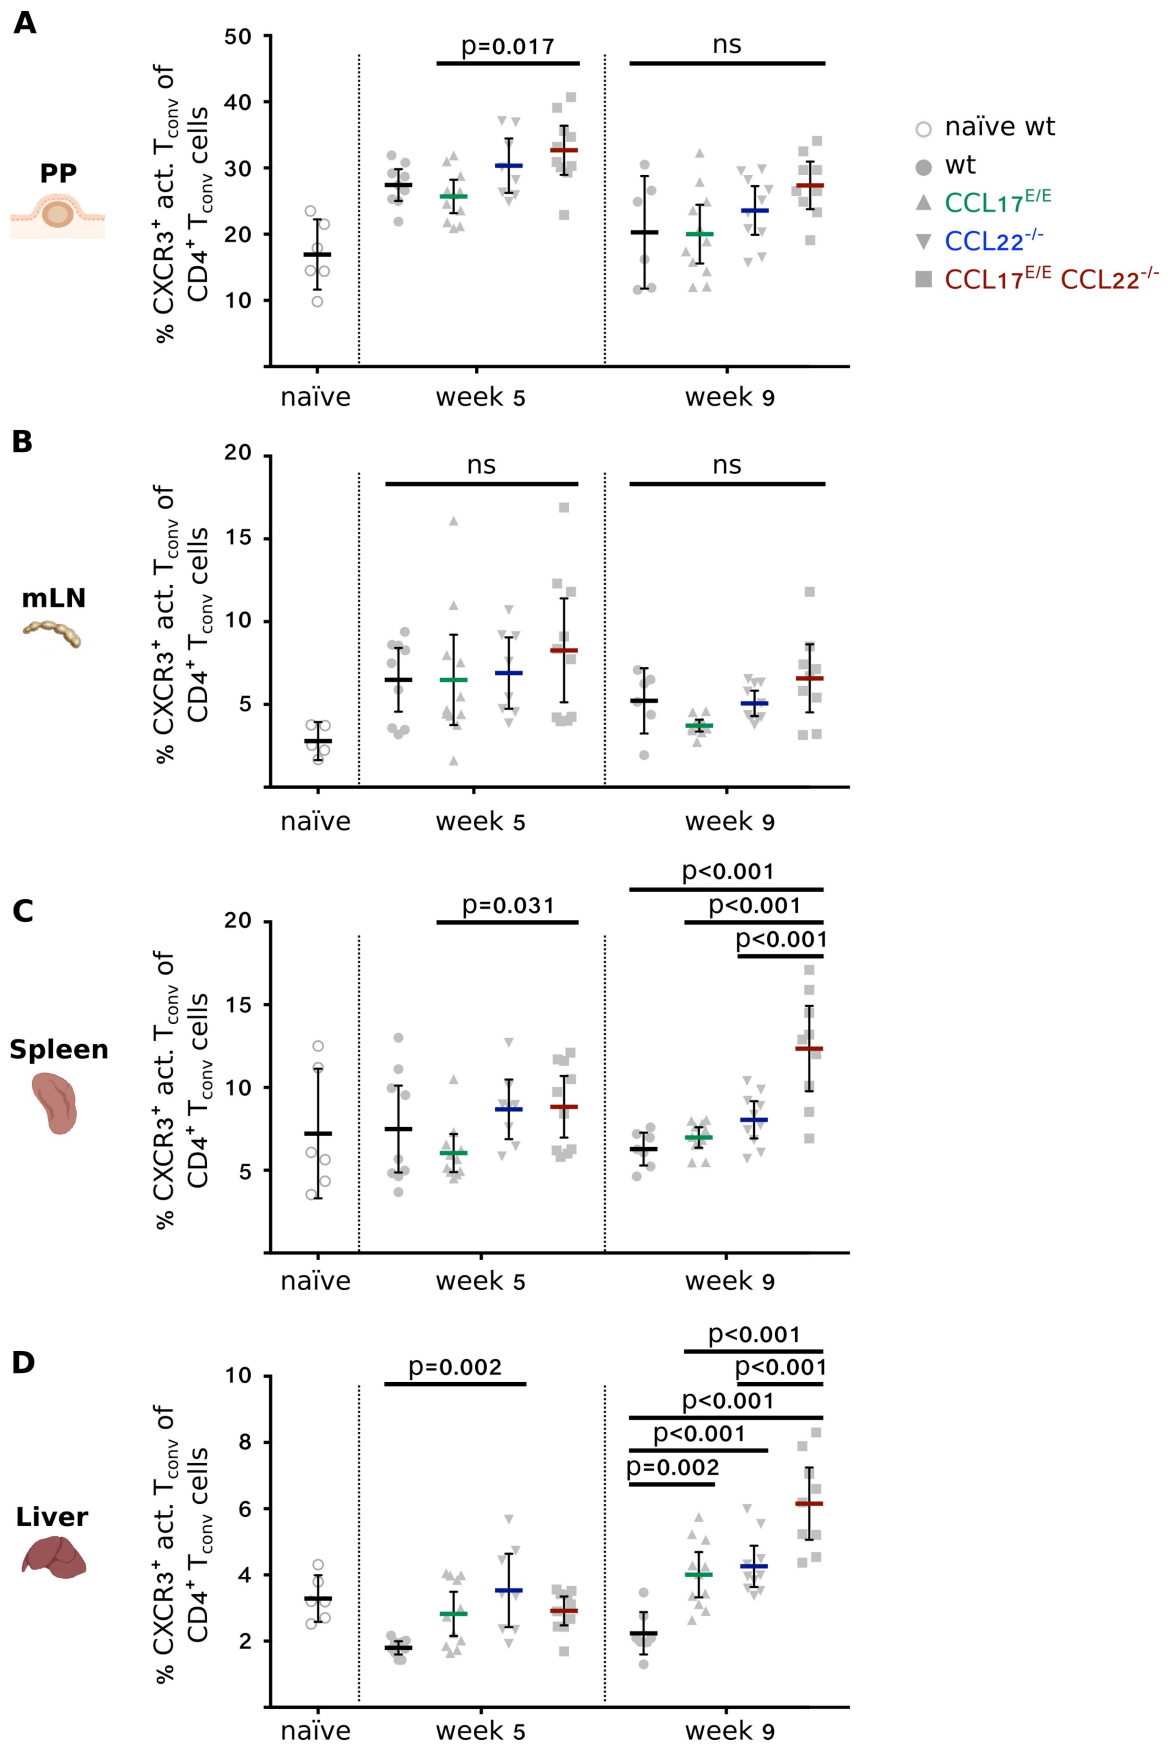 A
PP
% CXCR3⁺ act. Tconv of
CD4⁺ Tconv cells
50
40
30
20
10
p=0.017
ns
naïve
week 5
week 9
naïve wt
wt
CCL17^E/E
CCL22^-/-
CCL17^E/E CCL22^-/-
B
mLN
% CXCR3⁺ act. Tconv of
CD4⁺ Tconv cells
20
15
10
5
ns
ns
naïve
week 5
week 9
C
Spleen
% CXCR3⁺ act. Tconv of
CD4⁺ Tconv cells
20
15
10
5
p=0.031
p<0.001
p<0.001
p<0.001
naïve
week 5
week 9
D
Liver
% CXCR3⁺ act. Tconv of
CD4⁺ Tconv cells
10
8
6
4
2
p=0.002
p<0.001
p<0.001
p<0.001
p<0.001
p=0.002
naïve
week 5
week 9